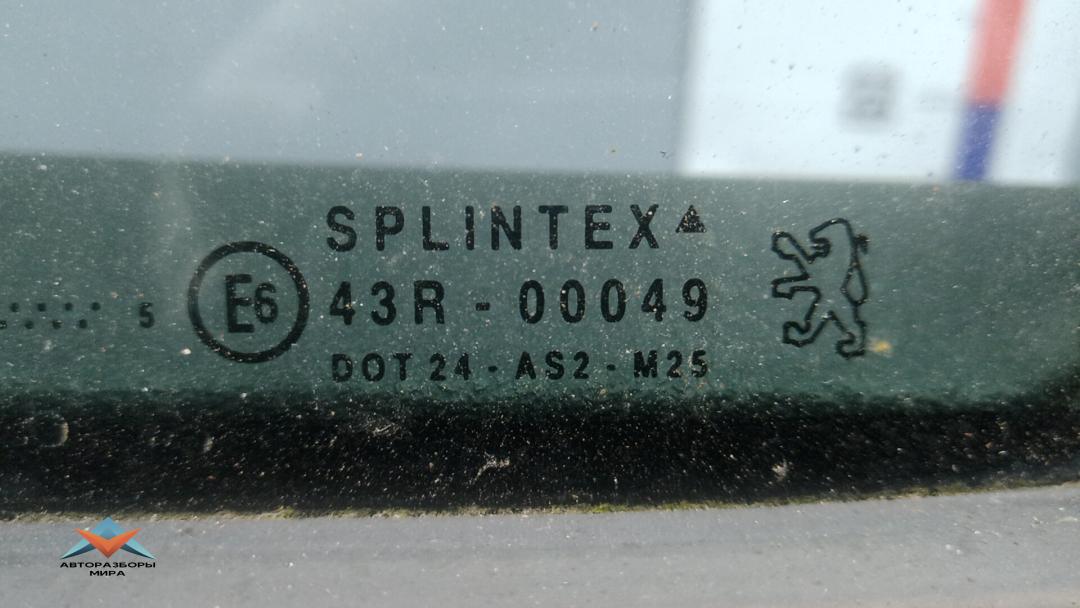 SPLINTEX
E6
43R - 00049
5
DOT 24 - AS2 - M25
АВТОРАЗБОРЫ
МИРА